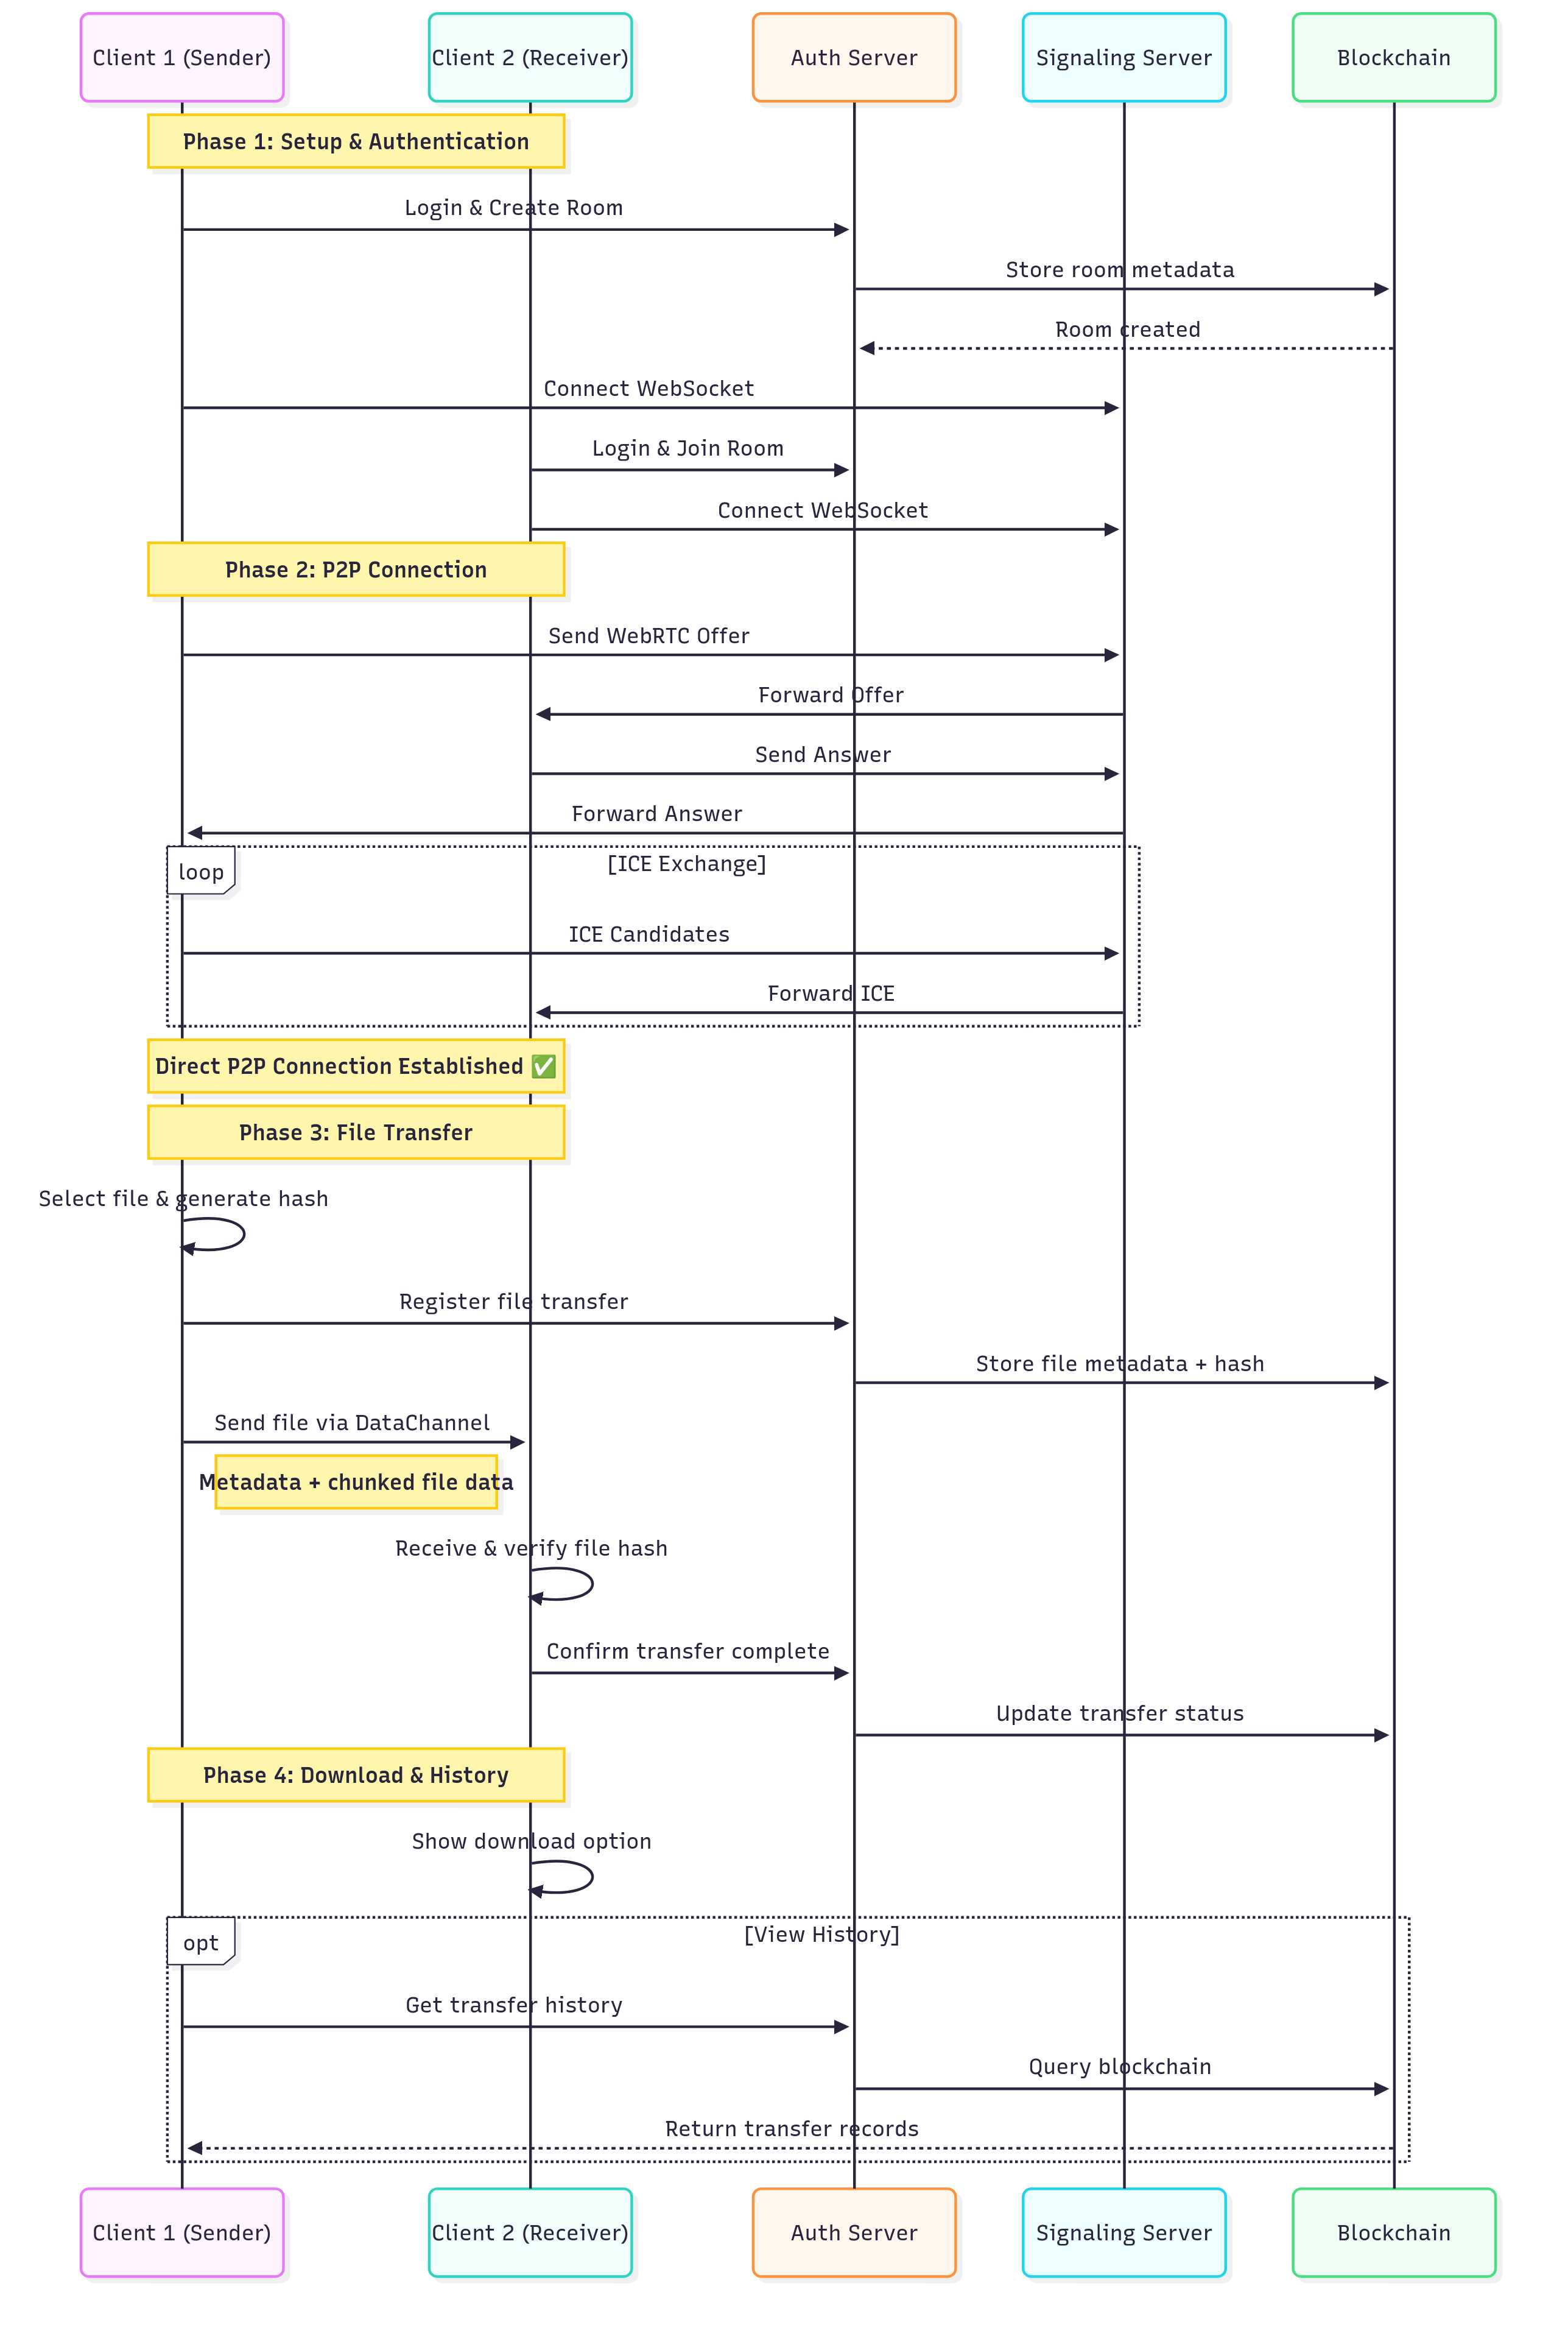 Client 1 (Sender)
Client 2 (Receiver)
Auth Server
Signaling Server
Blockchain
Phase 1: Setup & Authentication
Login & Create Room
Store room metadata
Room created
Connect WebSocket
Login & Join Room
Connect WebSocket
Phase 2: P2P Connection
Send WebRTC Offer
Forward Offer
Send Answer
Forward Answer
loop
[ICE Exchange]
ICE Candidates
Forward ICE
Direct P2P Connection Established ✅
Phase 3: File Transfer
Select file & generate hash
Register file transfer
Store file metadata + hash
Send file via DataChannel
Metadata + chunked file data
Receive & verify file hash
Confirm transfer complete
Update transfer status
Phase 4: Download & History
Show download option
opt
[View History]
Get transfer history
Query blockchain
Return transfer records
Client 1 (Sender)
Client 2 (Receiver)
Auth Server
Signaling Server
Blockchain